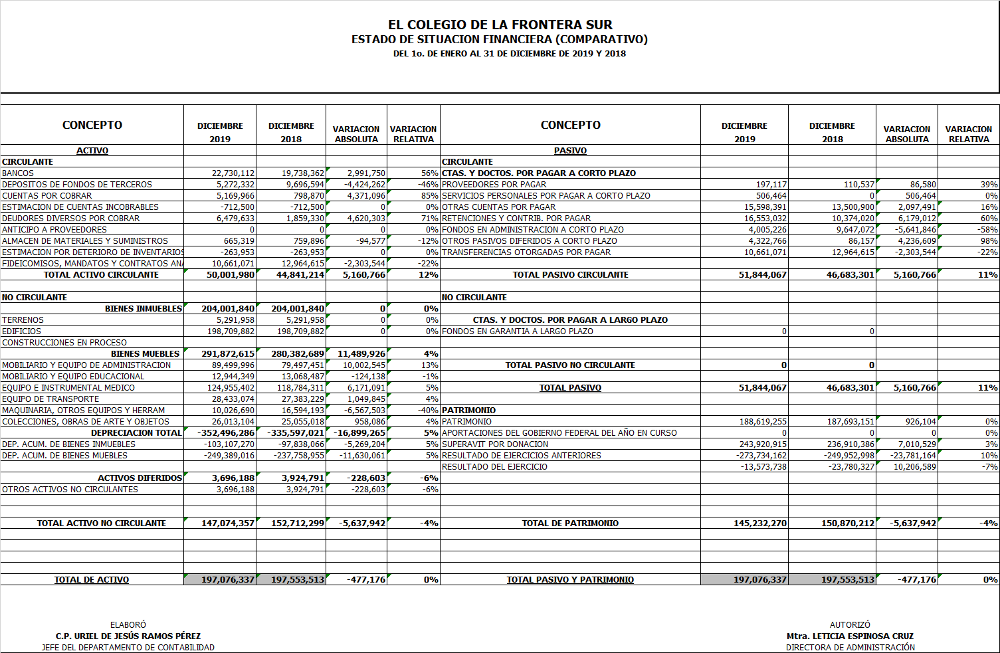 EL COLEGIO DE LA FRONTERA SUR
ESTADO DE SITUACION FINANCIERA (COMPARATIVO)
DEL 1o. DE ENERO AL 31 DE DICIEMBRE DE 2019 Y 2018
CONCEPTO DICIEMBRE 2019 DICIEMBRE 2018 VARIACION ABSOLUTA VARIACION RELATIVA CONCEPTO DICIEMBRE 2019 DICIEMBRE 2018 VARIACION ABSOLUTA VARIACION RELATIVA
ACTIVO PASIVO
CIRCULANTE CIRCULANTE
BANCOS 22,730,112 19,738,362 2,991,750 56% CTAS. Y DOCTOS. POR PAGAR A CORTO PLAZO
DEPOSITOS DE FONDOS DE TERCEROS 5,272,332 9,696,594 -4,424,262 -46% PROVEEDORES POR PAGAR 197,117 110,537 86,580 39%
CUENTAS POR COBRAR 5,169,966 798,870 4,371,096 85% SERVICIOS PERSONALES POR PAGAR A CORTO PLAZO 506,464 0 506,464 0%
ESTIMACION DE CUENTAS INCOBRABLES -712,500 -712,500 0 0% OTRAS CUENTAS POR PAGAR 15,598,391 13,500,900 2,097,491 16%
DEUDORES DIVERSOS POR COBRAR 6,479,633 1,859,330 4,620,303 71% RETENCIONES Y CONTRIB. POR PAGAR 16,553,032 10,374,020 6,179,012 60%
ANTICIPO A PROVEEDORES 0 0 0 0% FONDOS EN ADMINISTRACION A CORTO PLAZO 4,005,226 9,647,072 -5,641,846 -58%
ALMACEN DE MATERIALES Y SUMINISTROS 665,319 759,896 -94,577 -12% OTROS PASIVOS DIFERIDOS A CORTO PLAZO 4,322,766 86,157 4,236,609 98%
ESTIMACION POR DETERIORO DE INVENTARIOS -263,953 -263,953 0 0% TRANSFERENCIAS OTORGADAS POR PAGAR 10,661,071 12,964,615 -2,303,544 -22%
FIDEICOMISOS, MANDATOS Y CONTRATOS ANA 10,661,071 12,964,615 -2,303,544 -22%
TOTAL ACTIVO CIRCULANTE 50,001,980 44,841,214 5,160,766 12% TOTAL PASIVO CIRCULANTE 51,844,067 46,683,301 5,160,766 11%
NO CIRCULANTE NO CIRCULANTE
BIENES INMUEBLES 204,001,840 204,001,840 0 0%
TERRENOS 5,291,958 5,291,958 0 0% CTAS. Y DOCTOS. POR PAGAR A LARGO PLAZO
EDIFICIOS 198,709,882 198,709,882 0 0% FONDOS EN GARANTIA A LARGO PLAZO 0 0
CONSTRUCCIONES EN PROCESO
BIENES MUEBLES 291,872,615 280,382,689 11,489,926 4%
MOBILIARIO Y EQUIPO DE ADMINISTRACION 89,499,996 79,497,451 10,002,545 13% TOTAL PASIVO NO CIRCULANTE 0 0
MOBILIARIO Y EQUIPO EDUCACIONAL 12,944,349 13,068,487 -124,138 -1%
EQUIPO E INSTRUMENTAL MEDICO 124,955,402 118,784,311 6,171,091 5% TOTAL PASIVO 51,844,067 46,683,301 5,160,766 11%
EQUIPO DE TRANSPORTE 28,433,074 27,383,229 1,049,845 4%
MAQUINARIA, OTROS EQUIPOS Y HERRAM 10,026,690 16,594,193 -6,567,503 -40% PATRIMONIO
COLECCIONES, OBRAS DE ARTE Y OBJETOS 26,013,104 25,055,018 958,086 4% PATRIMONIO 188,619,255 187,693,151 926,104 0%
DEPRECIACION TOTAL -352,496,286 -335,597,021 -16,899,265 5% APORTACIONES DEL GOBIERNO FEDERAL DEL AÑO EN CURSO 0 0 0 0%
DEP. ACUM. DE BIENES INMUEBLES -103,107,270 -97,838,066 -5,269,204 5% SUPERAVIT POR DONACION 243,920,915 236,910,386 7,010,529 3%
DEP. ACUM. DE BIENES MUEBLES -249,389,016 -237,758,955 -11,630,061 5% RESULTADO DE EJERCICIOS ANTERIORES -273,734,162 -249,952,998 -23,781,164 10%
RESULTADO DEL EJERCICIO -13,573,738 -23,780,327 10,206,589 -7%
ACTIVOS DIFERIDOS 3,696,188 3,924,791 -228,603 -6%
OTROS ACTIVOS NO CIRCULANTES 3,696,188 3,924,791 -228,603 -6%
TOTAL ACTIVO NO CIRCULANTE 147,074,357 152,712,299 -5,637,942 -4% TOTAL DE PATRIMONIO 145,232,270 150,870,212 -5,637,942 -4%
TOTAL DE ACTIVO 197,076,337 197,553,513 -477,176 0% TOTAL PASIVO Y PATRIMONIO 197,076,337 197,553,513 -477,176 0%
ELABORÓ AUTORIZÓ
C.P. URIEL DE JESÚS RAMOS PÉREZ Mtra. LETICIA ESPINOSA CRUZ
JEFE DEL DEPARTAMENTO DE CONTABILIDAD DIRECTORA DE ADMINISTRACIÓN